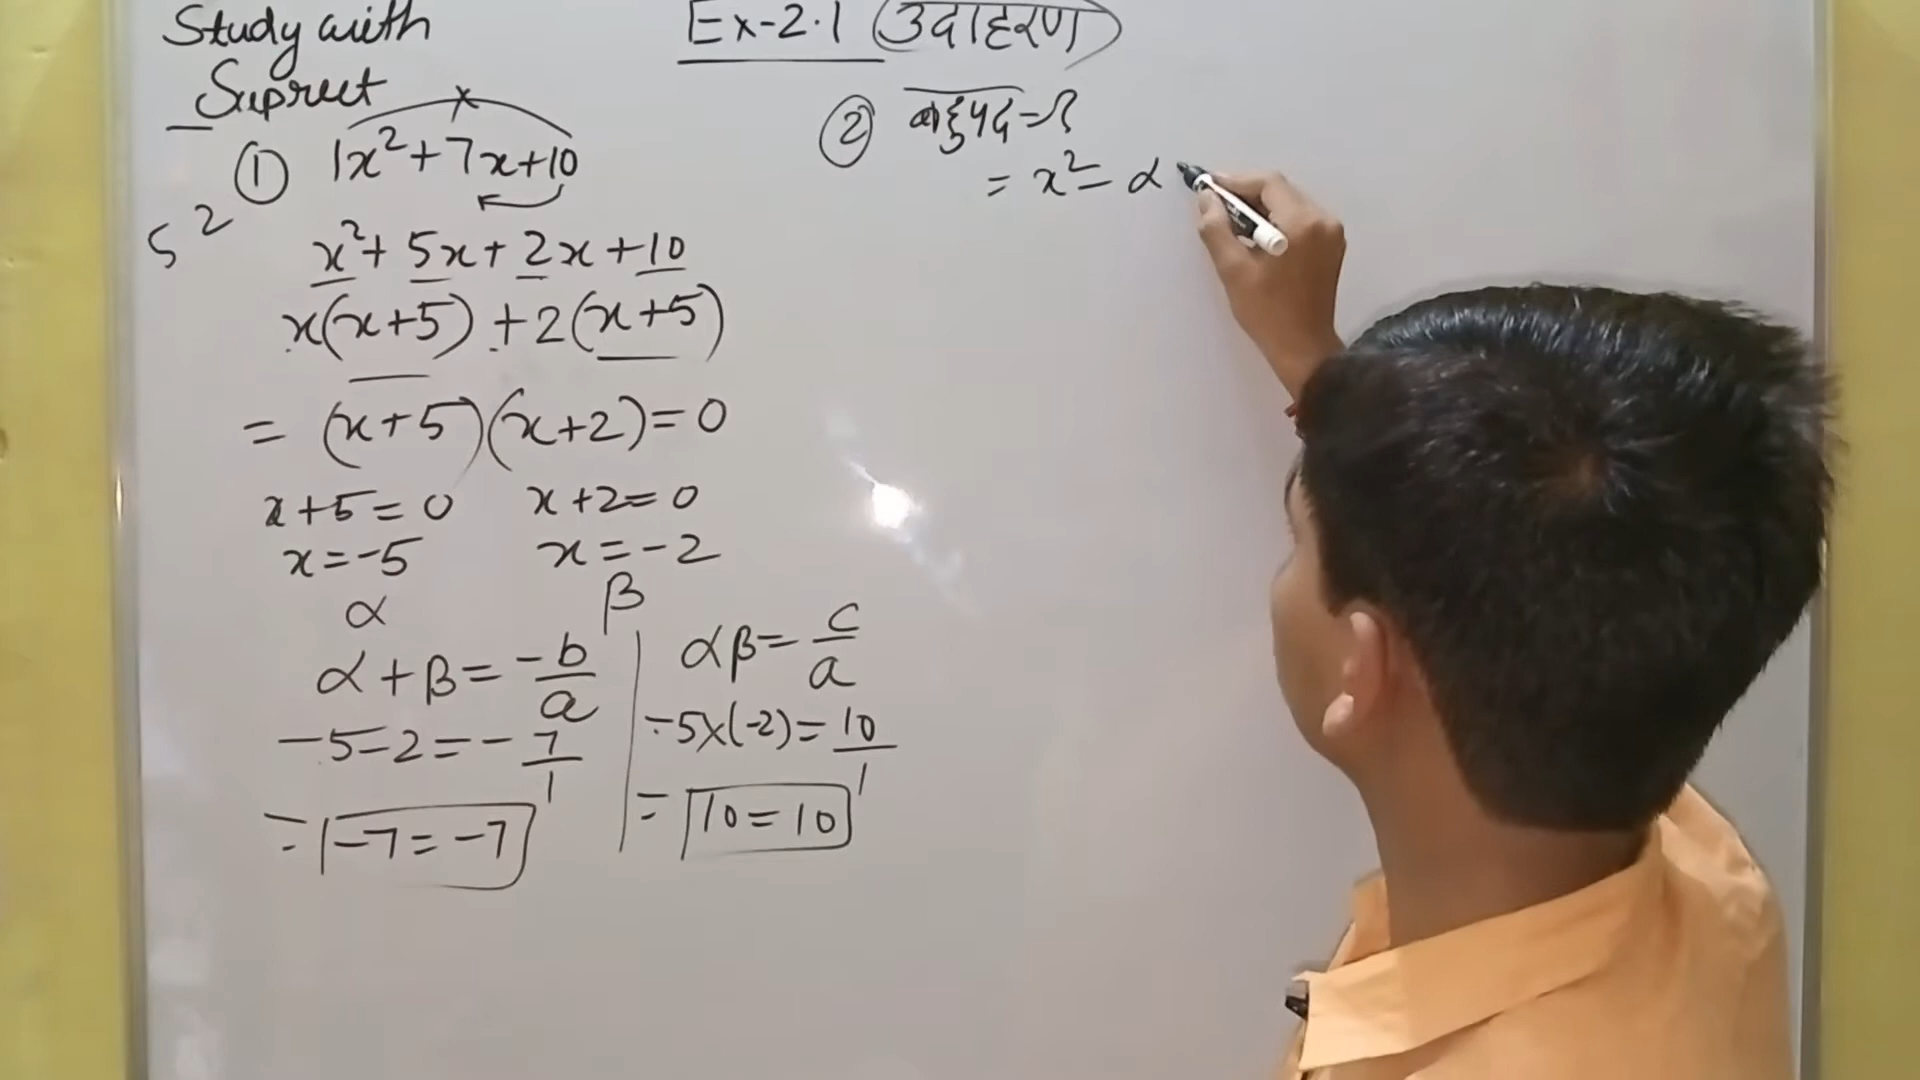 Study with
Supreet
Ex-2.1 (उदाहरण)
① 1x²+7x+10
5 2
x²+ 5x+ 2x+10
x(x+5) +2(x+5)
= (x+5)(x+2)=0
x+5=0 x+2=0
x=-5 x=-2
α β
α+β= -b/a
-5-2=-7/1
= -7=-7
αβ= c/a
-5x(-2)= 10/1
= 10=10
② बहुपद=?
= x²- α